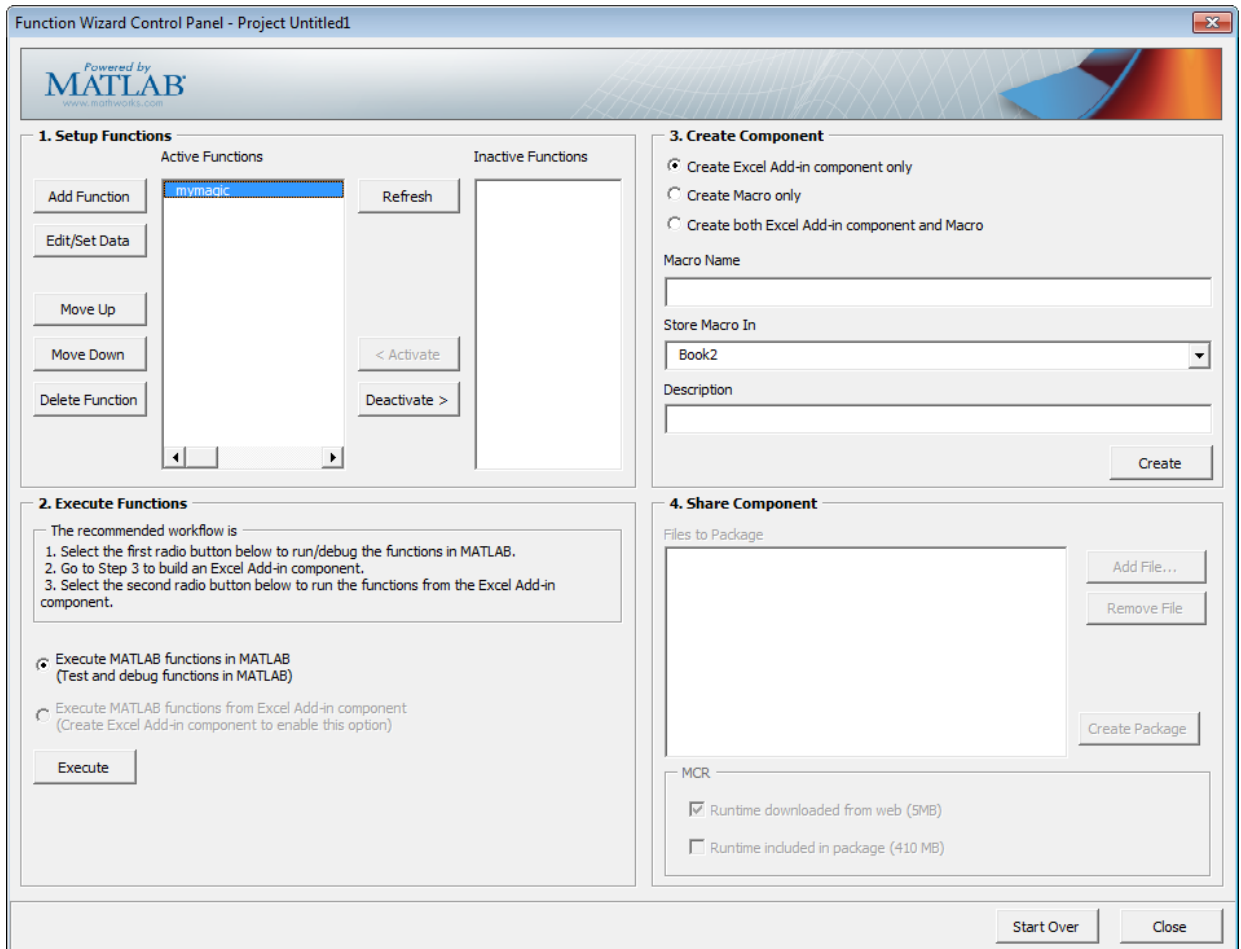 Function Wizard Control Panel - Project Untitled1
Powered by
MATLAB®
www.mathworks.com
1. Setup Functions
Active Functions
Inactive Functions
Add Function
mymagic
Refresh
Edit/Set Data
Move Up
Move Down
< Activate
Delete Function
Deactivate >
2. Execute Functions
The recommended workflow is
1. Select the first radio button below to run/debug the functions in MATLAB.
2. Go to Step 3 to build an Excel Add-in component.
3. Select the second radio button below to run the functions from the Excel Add-in
component.
Execute MATLAB functions in MATLAB
(Test and debug functions in MATLAB)
Execute MATLAB functions from Excel Add-in component
(Create Excel Add-in component to enable this option)
Execute
3. Create Component
Create Excel Add-in component only
Create Macro only
Create both Excel Add-in component and Macro
Macro Name
Store Macro In
Book2
Description
Create
4. Share Component
Files to Package
Add File...
Remove File
Create Package
MCR
Runtime downloaded from web (5MB)
Runtime included in package (410 MB)
Start Over
Close